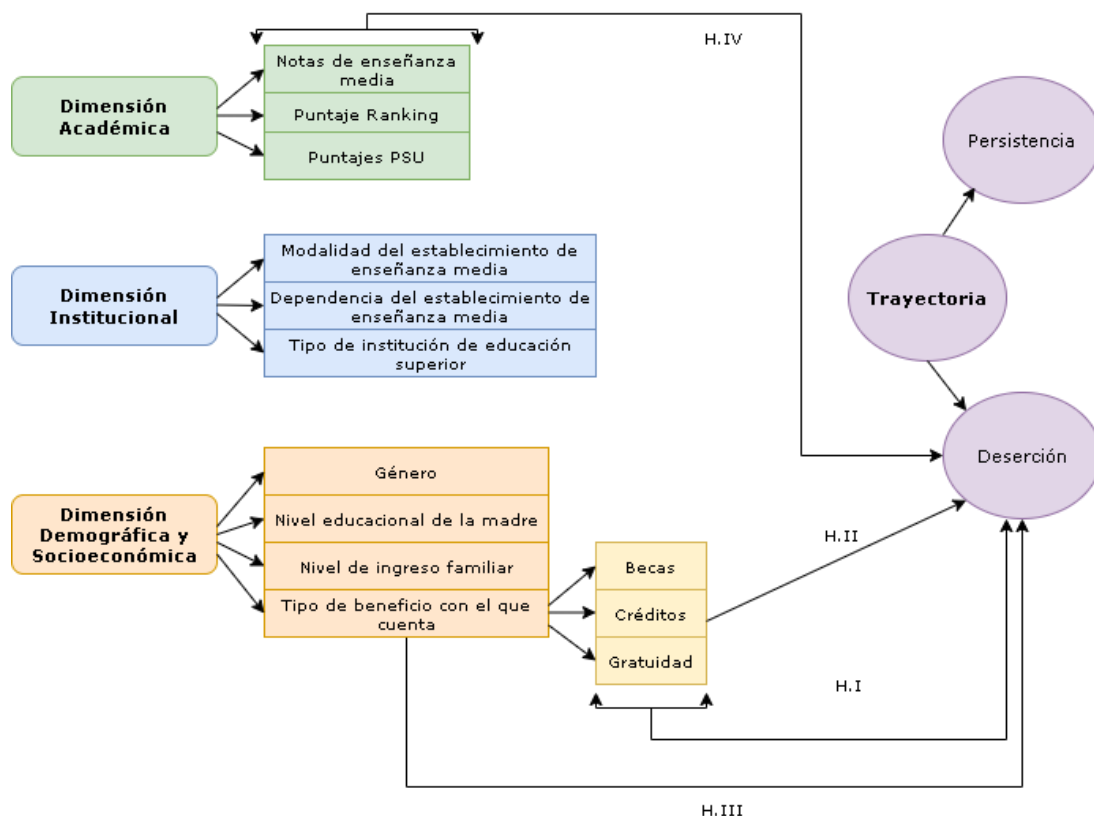 H.IV
Notas de enseñanza
media
Puntaje Ranking
Puntajes PSU
Dimensión
Académica
Persistencia
Modalidad del establecimiento de
enseñanza media
Dependencia del establecimiento de
enseñanza media
Tipo de institución de educación
superior
Dimensión
Institucional
Trayectoria
Deserción
Género
Nivel educacional de la madre
Nivel de ingreso familiar
Tipo de beneficio con el que
cuenta
Dimensión
Demográfica y
Socioeconómica
Becas
Créditos
Gratuidad
H.II
H.I
H.III